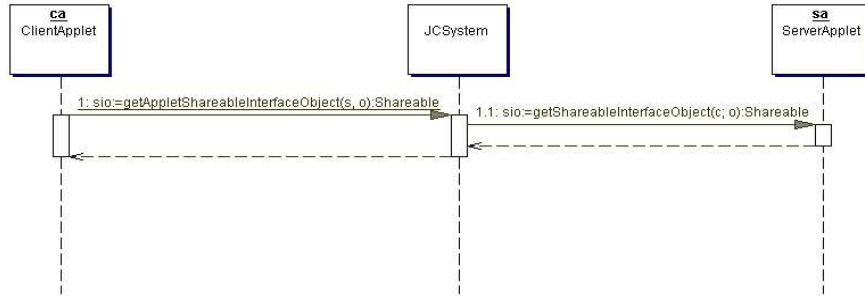 ca
ClientApplet
JCSystem
sa
ServerApplet
1: sio:=getAppletShareableInterfaceObject(s, o):Shareable
1.1: sio:=getShareableInterfaceObject(c; o):Shareable